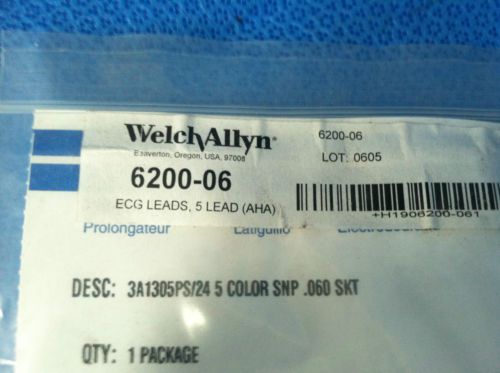 WelchAllyn®
Beaverton, Oregon, USA, 97008
6200-06
ECG LEADS, 5 LEAD (AHA)
6200-06
LOT: 0605
+H1906200-061
Prolongateur
DESC: 3A1305PS/24 5 COLOR SNP .060 SKT
QTY: 1 PACKAGE